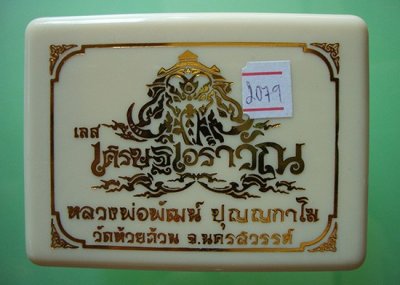 2079
เลส
เศรษฐีเอราวัณ
หลวงพ่อพัฒน์ ปุญญกาโม
วัดห้วยด้วน จ.นครสวรรค์